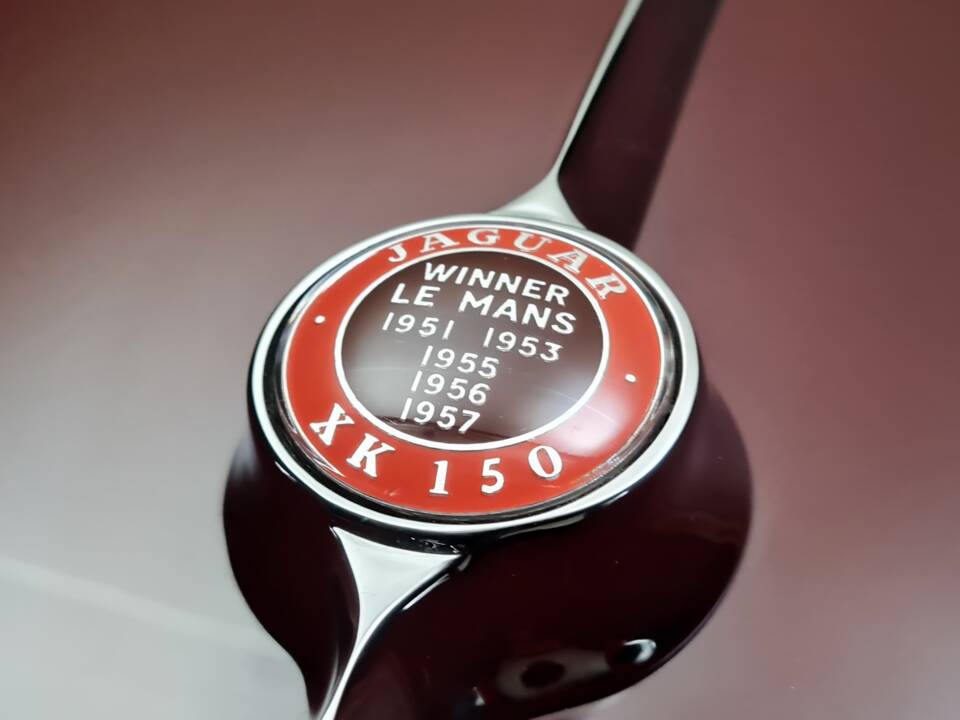 JAGUAR
WINNER
LE MANS
1951 1953
1955
1956
1957
XK 150